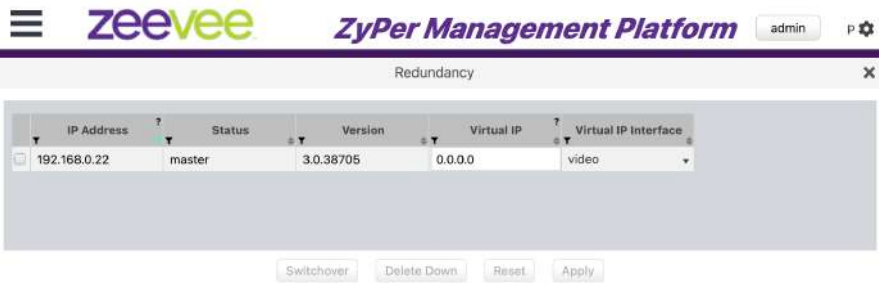 zeevee ZyPer Management Platform admin P
Redundancy
IP Address ? Status Version Virtual IP ? Virtual IP Interface
192.168.0.22 master 3.0.38705 0.0.0.0 video
Switchover Delete Down Reset Apply